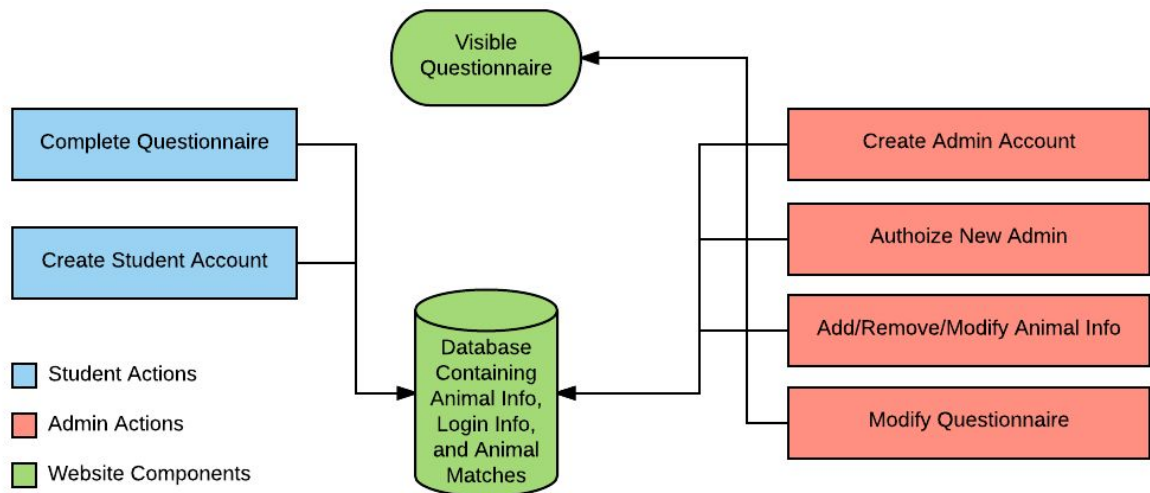 Visible
Questionnaire
Complete Questionnaire
Create Student Account
Create Admin Account
Authoize New Admin
Add/Remove/Modify Animal Info
Modify Questionnaire
Database
Containing
Animal Info,
Login Info,
and Animal
Matches
Student Actions
Admin Actions
Website Components